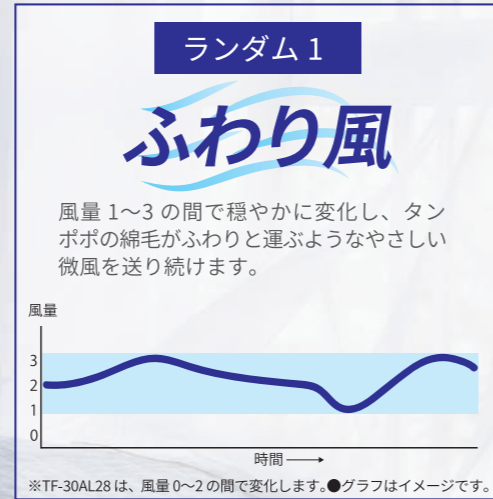 ランダム 1
ふわり風
風量 1〜3 の間で穏やかに変化し、タン
ポポの綿毛がふわりと運ぶようなやさしい
微風を送り続けます。
風量
3
2
1
0
時間
※TF-30AL28 は、風量 0〜2 の間で変化します。●グラフはイメージです。